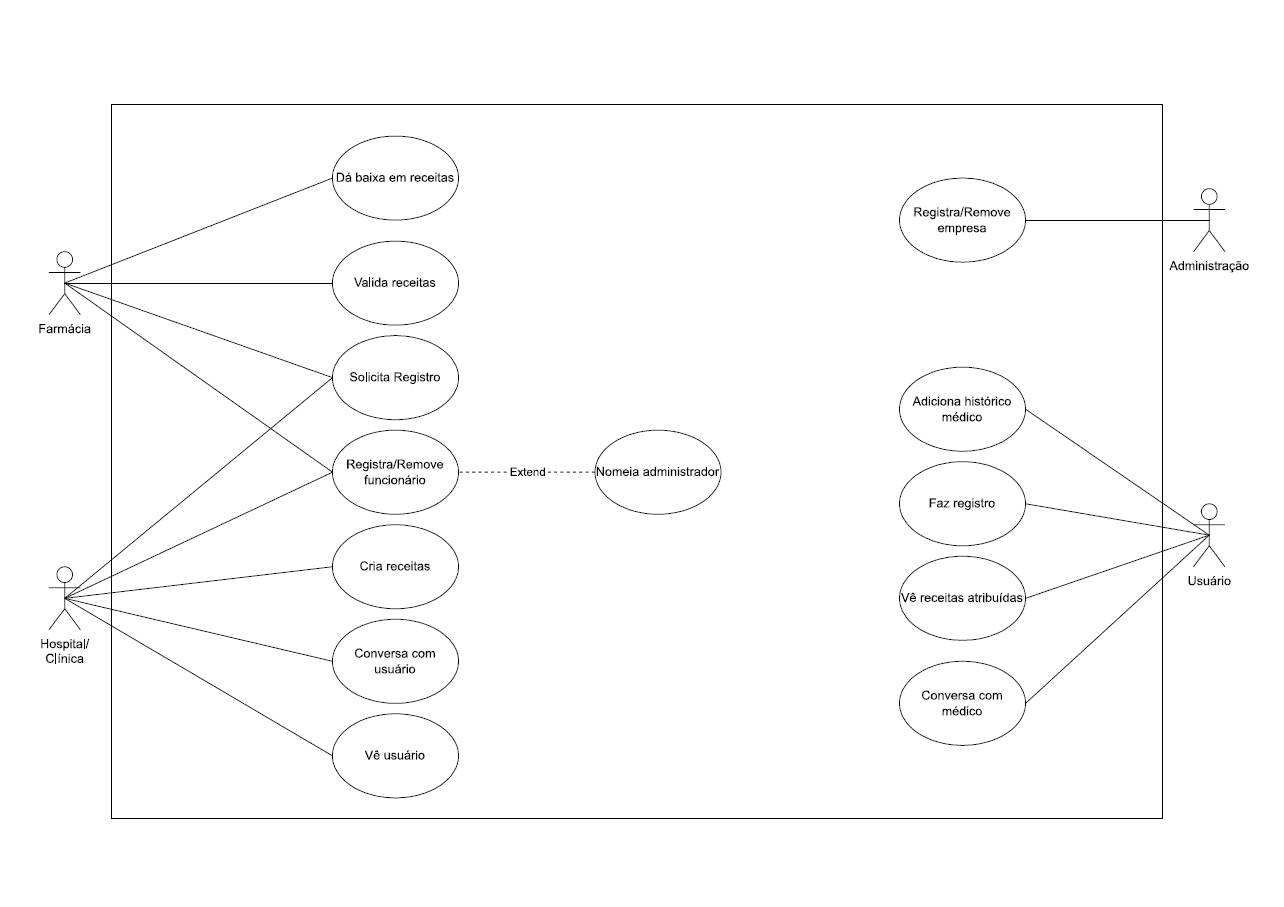 Dá baixa em receitas
Valida receitas
Farmácia
Solicita Registro
Registra/Remove
funcionário
Extend
Nomeia administrador
Cria receitas
Hospital/
Clínica
Conversa com
usuário
Vê usuário
Registra/Remove
empresa
Administração
Adiciona histórico
médico
Faz registro
Usuário
Vê receitas atribuídas
Conversa com
médico